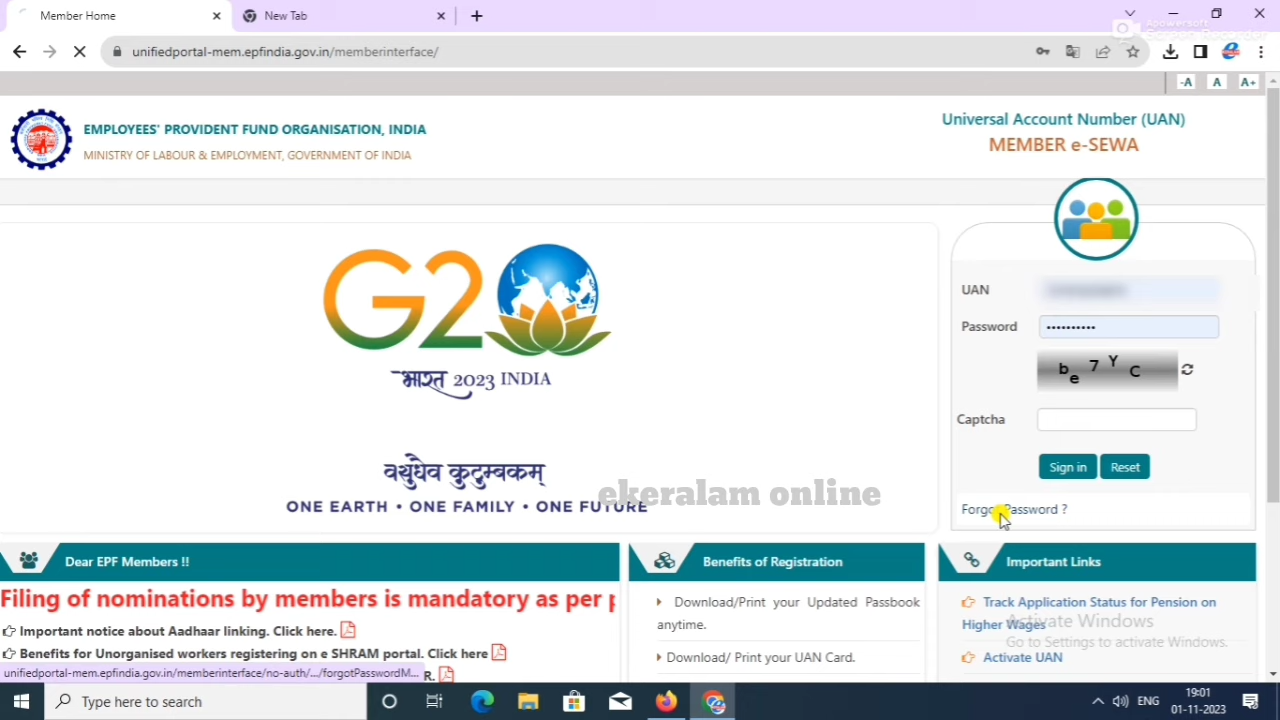 Member Home
New Tab
Apowersoft
Screen Recorder
unifiedportal-mem.epfindia.gov.in/memberinterface/
-A A A+
EMPLOYEES' PROVIDENT FUND ORGANISATION, INDIA
MINISTRY OF LABOUR & EMPLOYMENT, GOVERNMENT OF INDIA
Universal Account Number (UAN)
MEMBER e-SEWA
G20
भारत 2023 INDIA
वसुधैव कुटुम्बकम्
ONE EARTH • ONE FAMILY • ONE FUTURE
ekeralam online
UAN
Password ••••••••••
be7YC
Captcha
Sign in Reset
Forgot Password ?
Dear EPF Members !!
Filing of nominations by members is mandatory as per
Important notice about Aadhaar linking. Click here.
Benefits for Unorganised workers registering on e SHRAM portal. Click here
R.
unifiedportal-mem.epfindia.gov.in/memberinterface/no-auth/.../forgotPasswordM...
Benefits of Registration
Download/Print your Updated Passbook
anytime.
Download/ Print your UAN Card.
Important Links
Track Application Status for Pension on
Higher Wages
Activate UAN
Activate Windows
Go to Settings to activate Windows.
Type here to search
ENG
19:01
01-11-2023